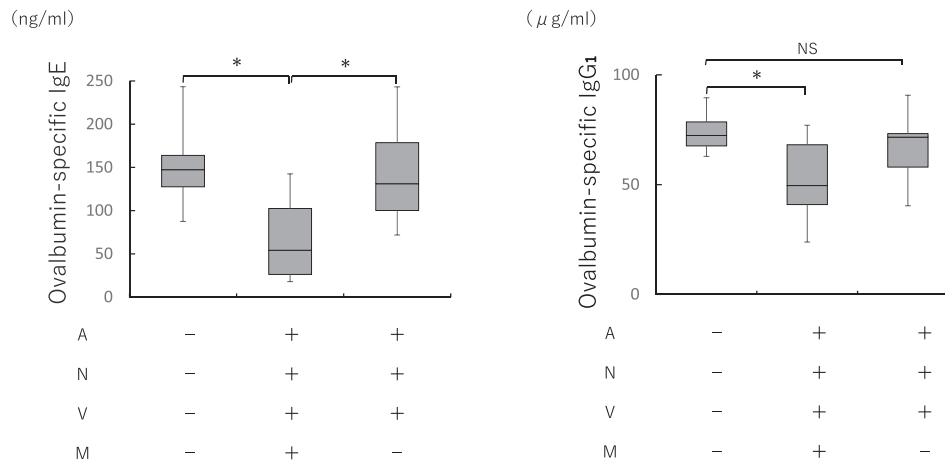 (ng/ml)
Ovalbumin-specific IgE
250
200
150
100
50
0
* *
A − + +
N − + +
V − + +
M − + −
(μg/ml)
Ovalbumin-specific IgG1
100
50
0
NS
*
A − + +
N − + +
V − + +
M − + −